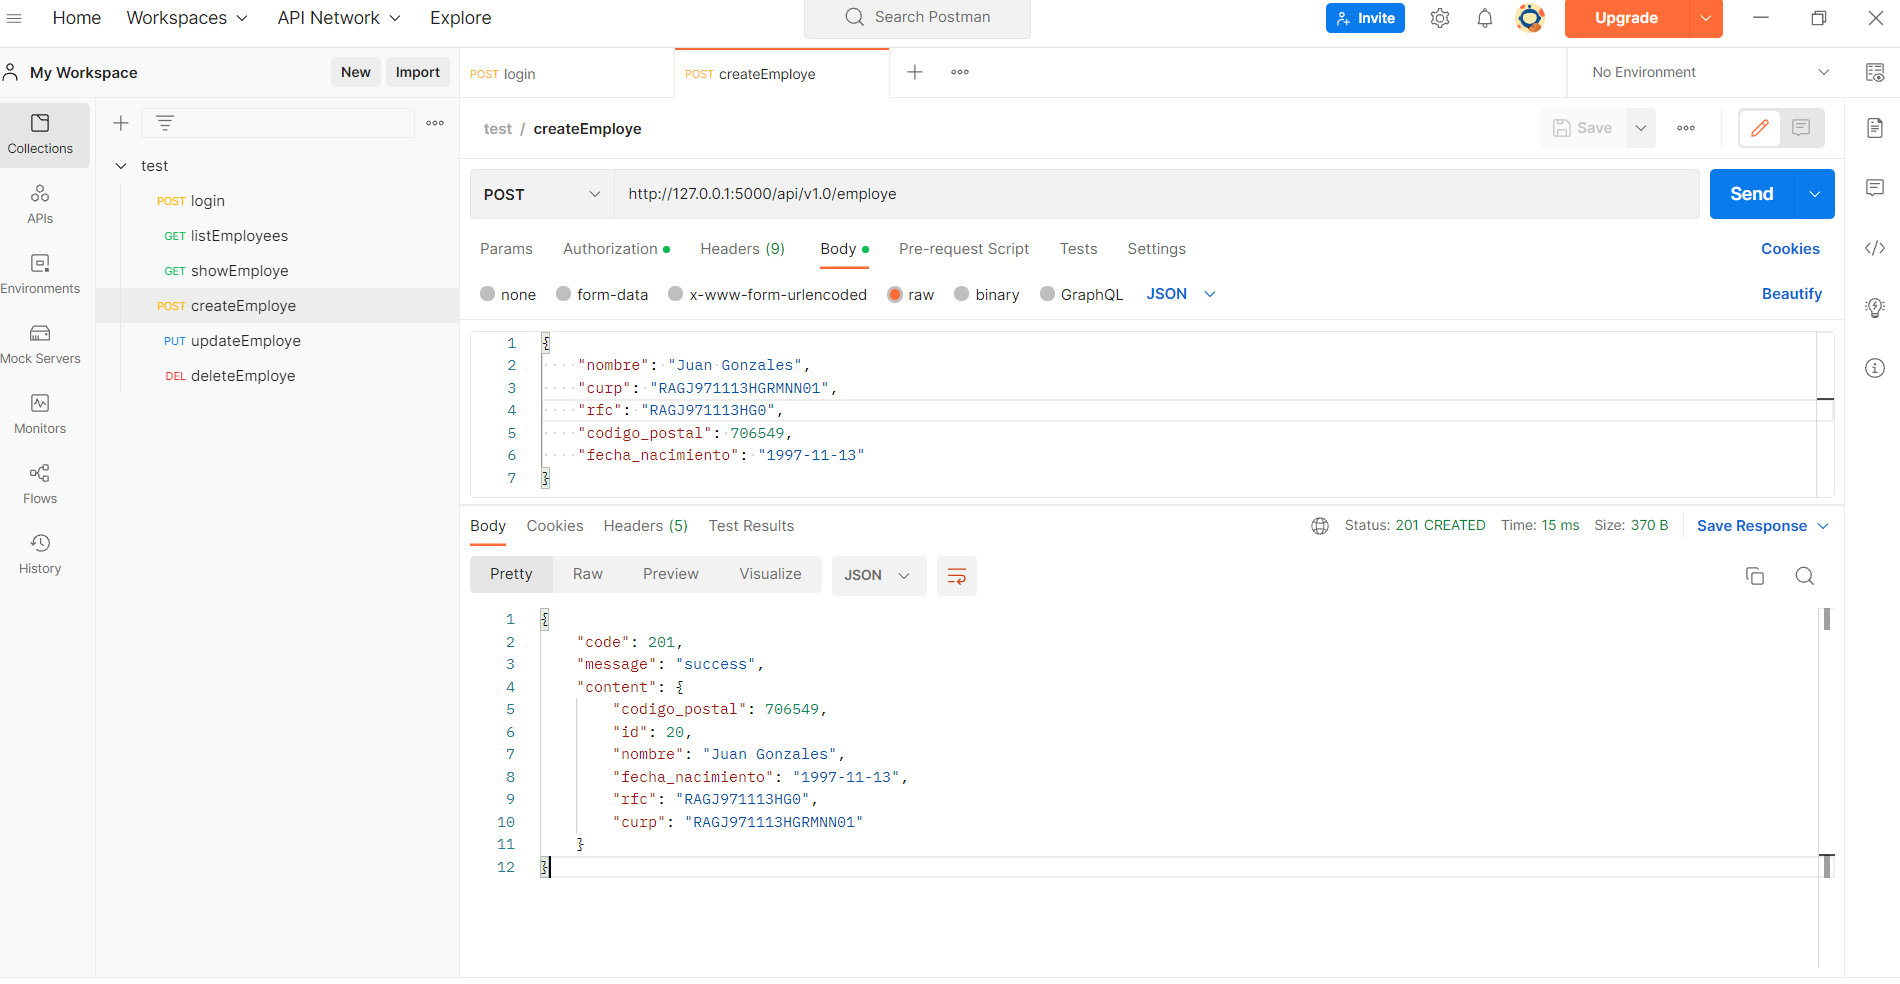 Home Workspaces API Network Explore Search Postman Invite Upgrade
My Workspace New Import POST login POST createEmploye No Environment
Collections
APIs
Environments
Mock Servers
Monitors
Flows
History
test
POST login
GET listEmployees
GET showEmploye
POST createEmploye
PUT updateEmploye
DEL deleteEmploye
test / createEmploye Save
POST http://127.0.0.1:5000/api/v1.0/employe Send
Params Authorization Headers (9) Body Pre-request Script Tests Settings Cookies
none form-data x-www-form-urlencoded raw binary GraphQL JSON Beautify
1 {
2 "nombre": "Juan Gonzales",
3 "curp": "RAGJ971113HGRMNN01",
4 "rfc": "RAGJ971113HG0",
5 "codigo_postal": 706549,
6 "fecha_nacimiento": "1997-11-13"
7 }
Body Cookies Headers (5) Test Results Status: 201 CREATED Time: 15 ms Size: 370 B Save Response
Pretty Raw Preview Visualize JSON
1 {
2 "code": 201,
3 "message": "success",
4 "content": {
5 "codigo_postal": 706549,
6 "id": 20,
7 "nombre": "Juan Gonzales",
8 "fecha_nacimiento": "1997-11-13",
9 "rfc": "RAGJ971113HG0",
10 "curp": "RAGJ971113HGRMNN01"
11 }
12 }